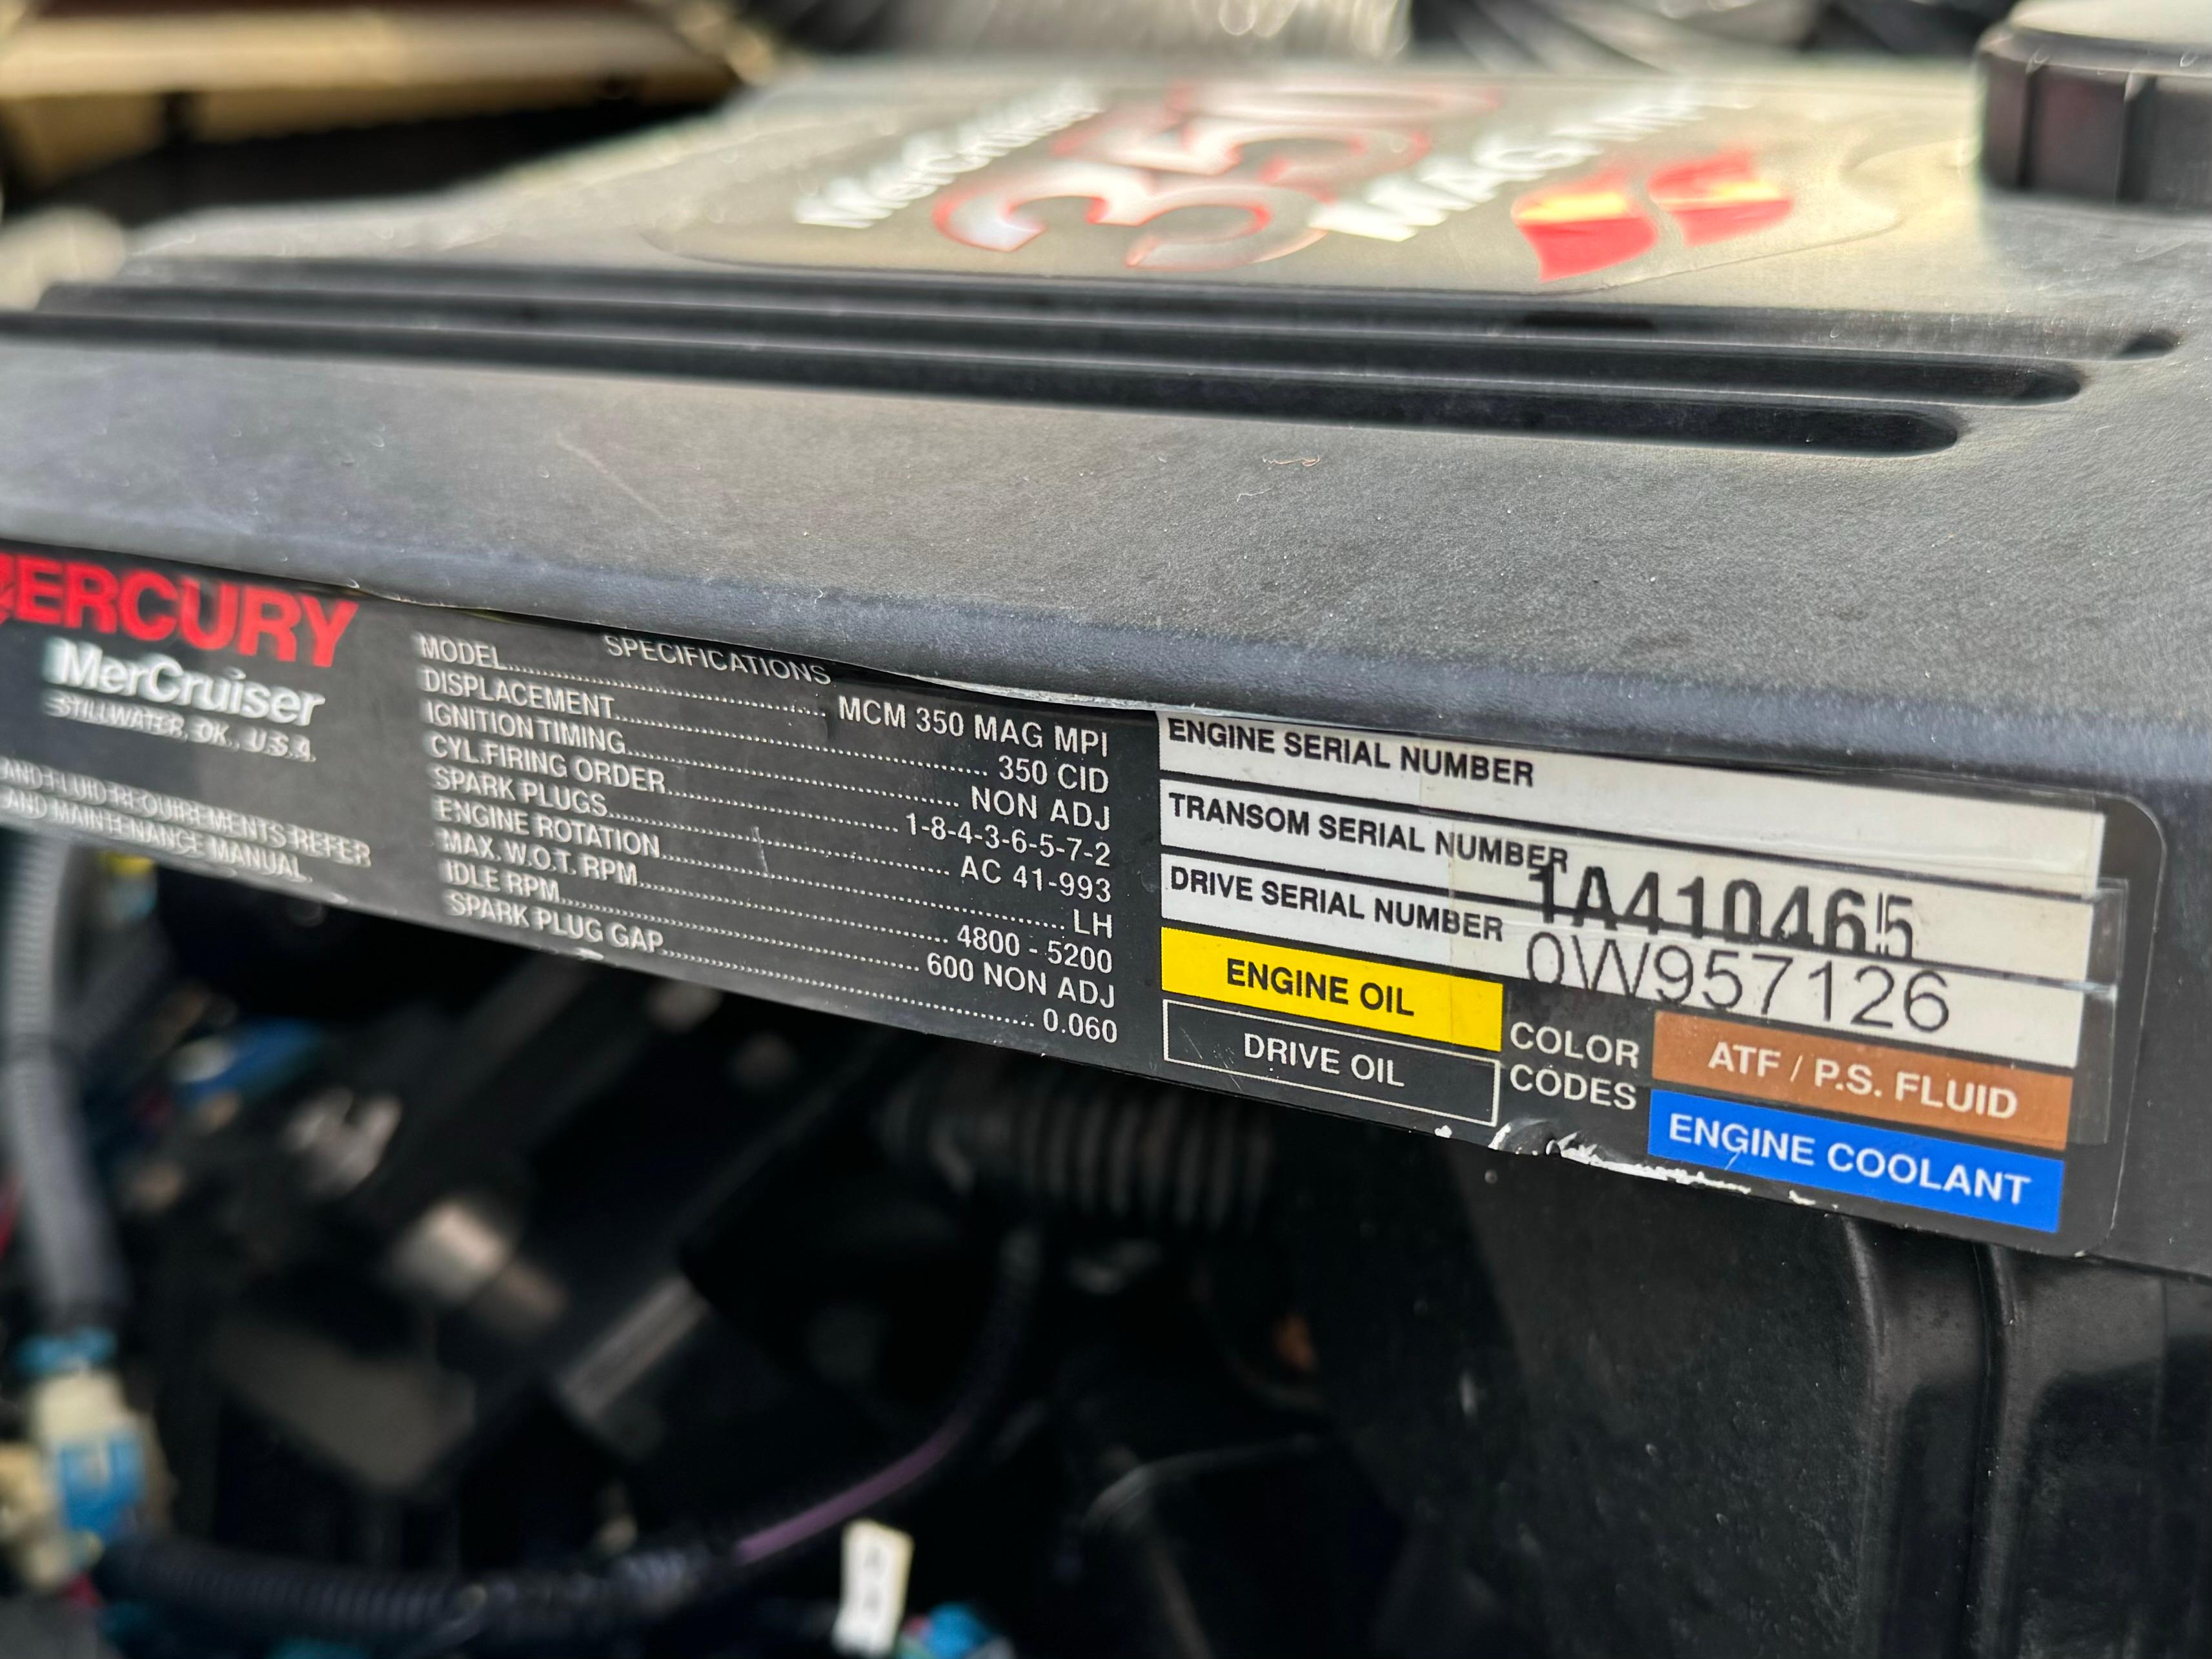 MerCruiser
350
MAG MPI
MERCURY
MerCruiser
STILLWATER, OK., U.S.A.
AND FLUID REQUIREMENTS REFER
AND MAINTENANCE MANUAL.
SPECIFICATIONS
MODEL.......... MCM 350 MAG MPI
DISPLACEMENT.......... 350 CID
IGNITION TIMING.......... NON ADJ
CYL.FIRING ORDER.......... 1-8-4-3-6-5-7-2
SPARK PLUGS.......... AC 41-993
ENGINE ROTATION.......... LH
MAX. W.O.T. RPM.......... 4800 - 5200
IDLE RPM.......... 600 NON ADJ
SPARK PLUG GAP.......... 0.060
ENGINE SERIAL NUMBER
TRANSOM SERIAL NUMBER
1A410465
DRIVE SERIAL NUMBER
0W957126
ENGINE OIL
DRIVE OIL
COLOR
CODES
ATF / P.S. FLUID
ENGINE COOLANT